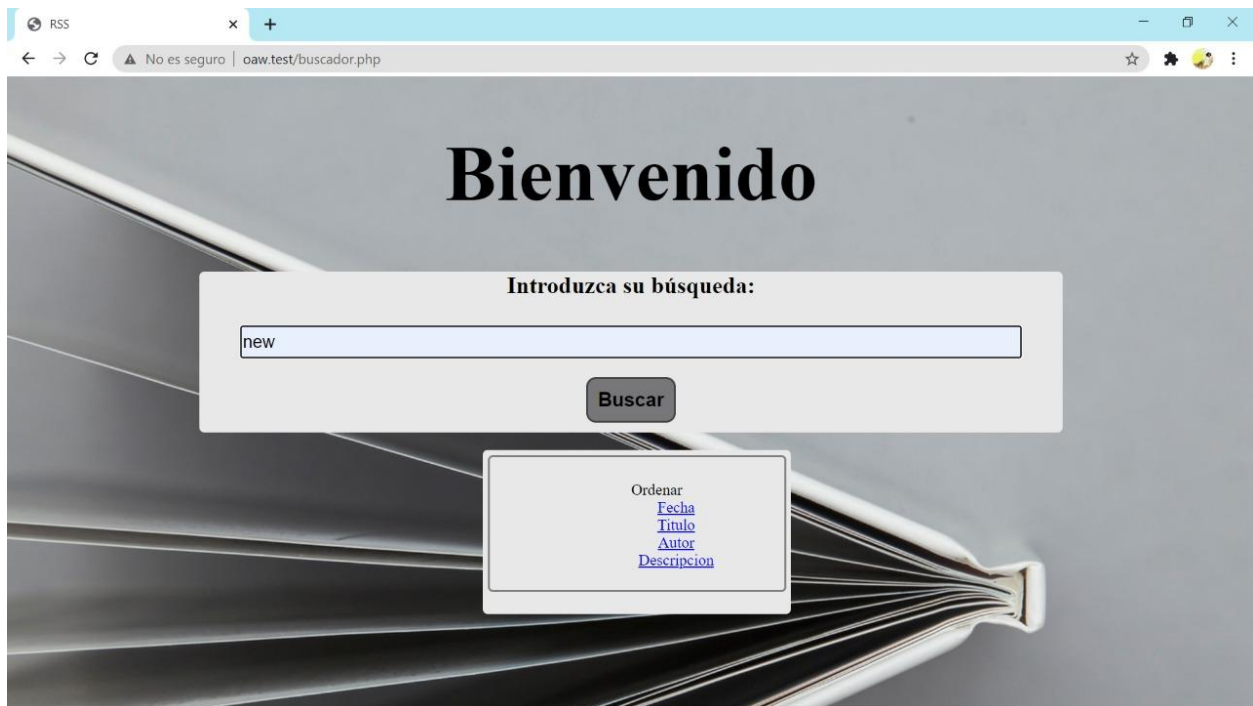 RSS
No es seguro | oaw.test/buscador.php
Bienvenido
Introduzca su búsqueda:
new
Buscar
Ordenar
Fecha
Titulo
Autor
Descripcion